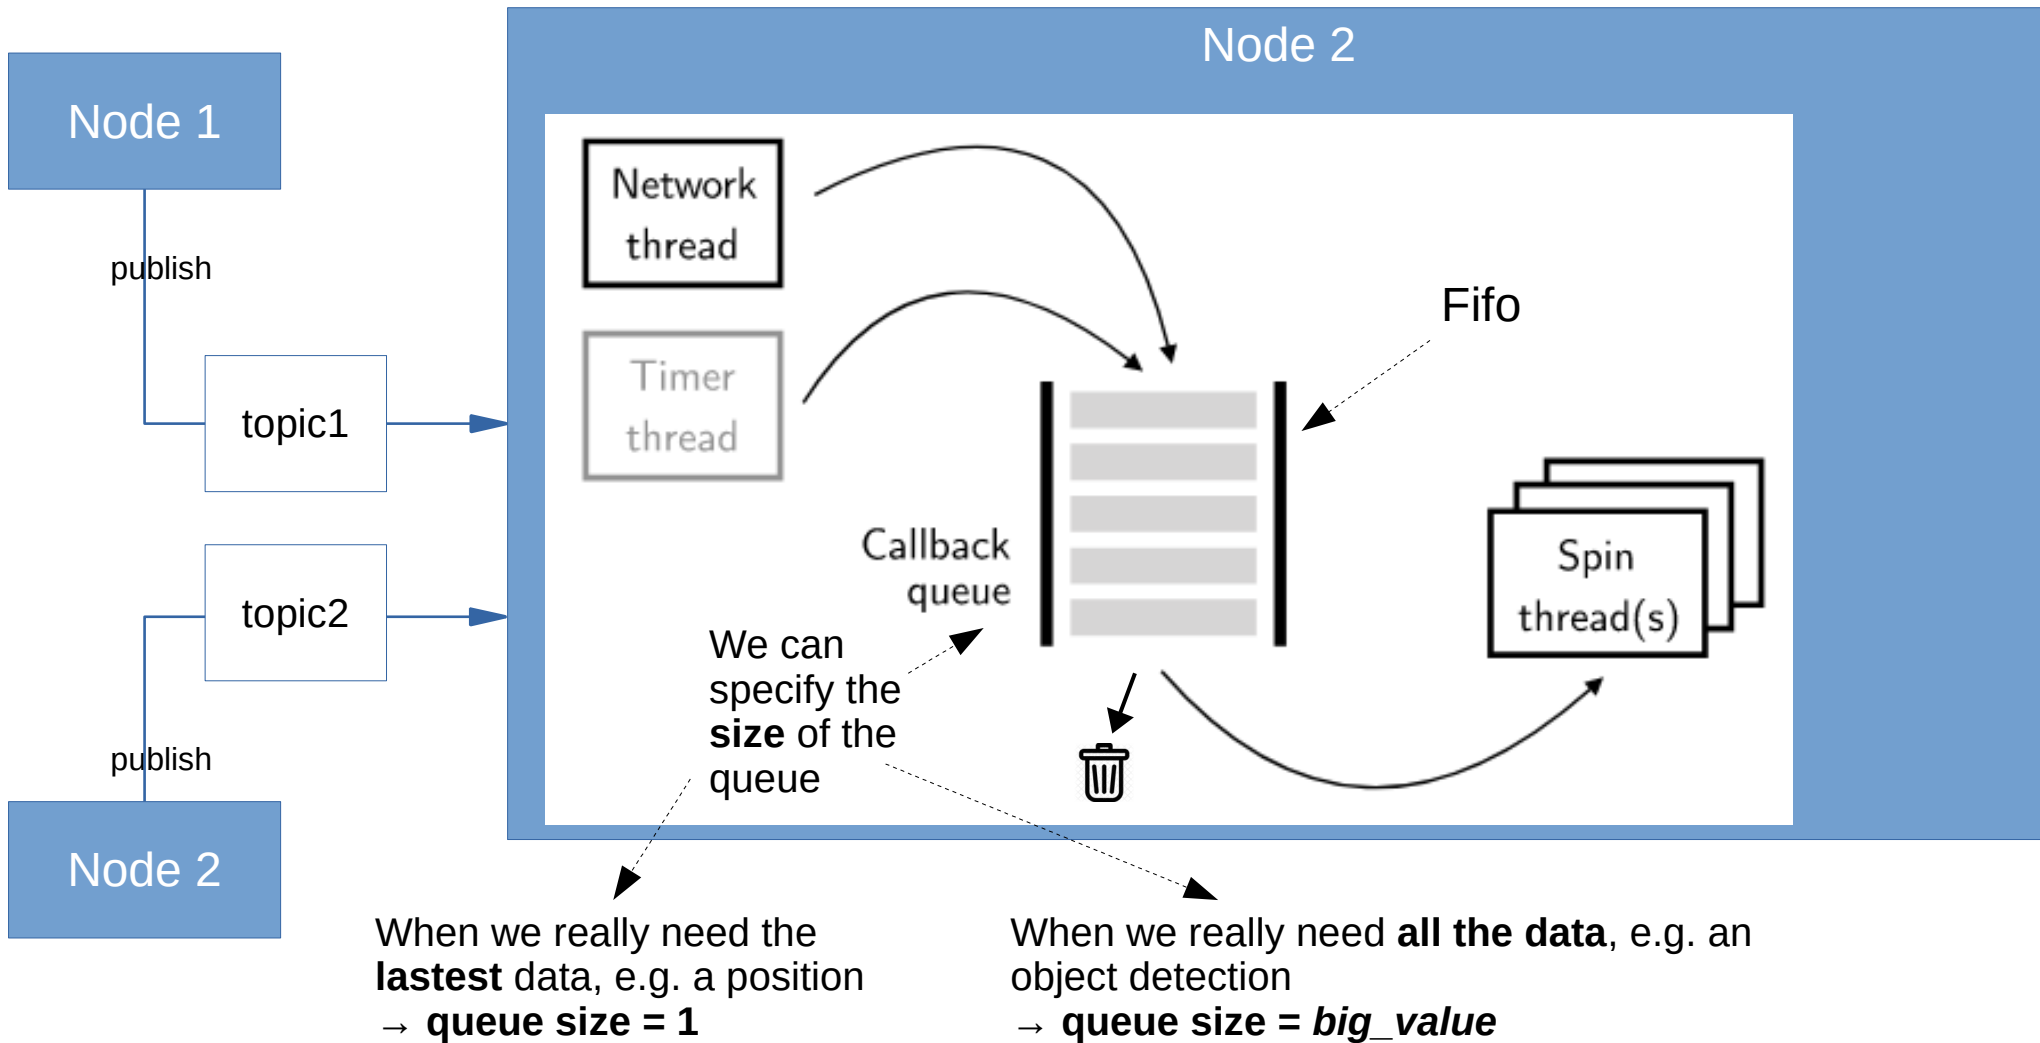 Node 2
Node 1
Network
thread
publish
Fifo
Timer
thread
topic1
Callback
queue
Spin
thread(s)
topic2
We can
specify the
size of the
queue
publish
Node 2
When we really need the
lastest data, e.g. a position
→ queue size = 1
When we really need all the data, e.g. an
object detection
→ queue size = big_value